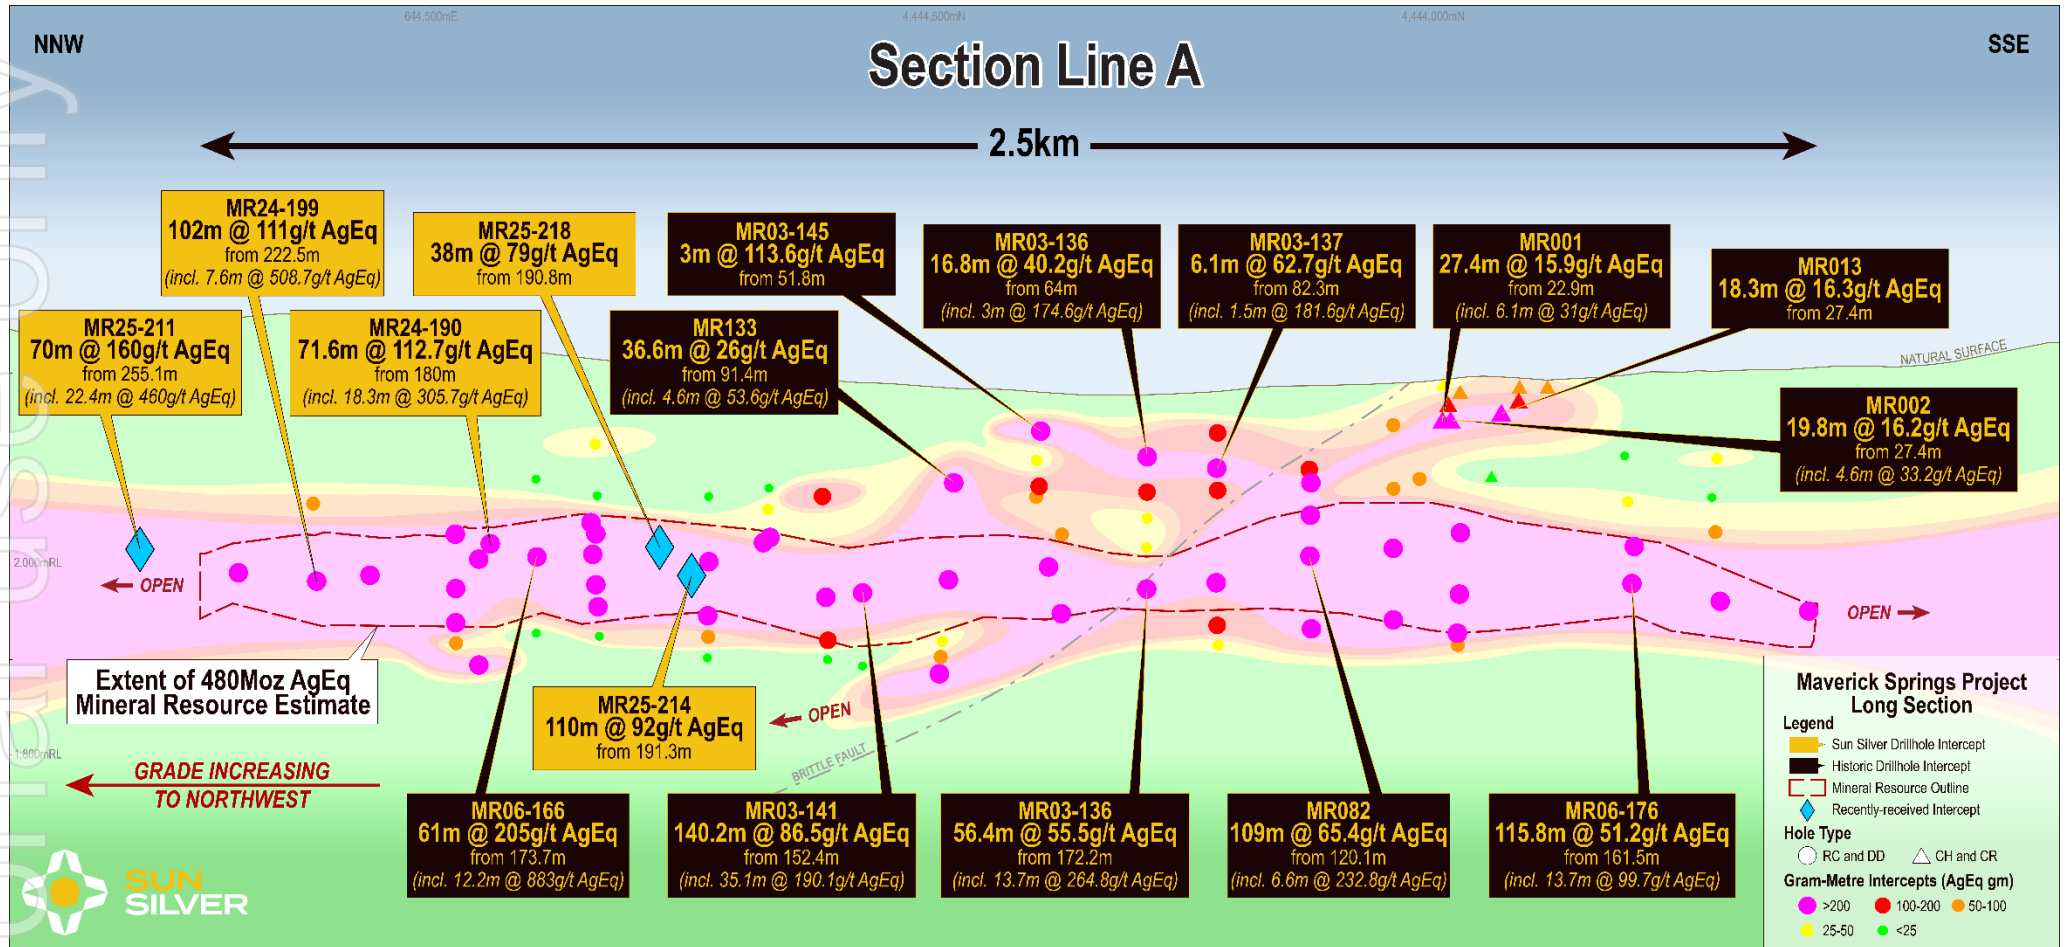 644,500mE
4,444,500mN
4,444,000mN
NNW
SSE
Section Line A
2.5km
MR24-199
102m @ 111g/t AgEq
from 222.5m
(incl. 7.6m @ 508.7g/t AgEq)
MR25-218
38m @ 79g/t AgEq
from 190.8m
MR03-145
3m @ 113.6g/t AgEq
from 51.8m
MR03-136
16.8m @ 40.2g/t AgEq
from 64m
(incl. 3m @ 174.6g/t AgEq)
MR03-137
6.1m @ 62.7g/t AgEq
from 82.3m
(incl. 1.5m @ 181.6g/t AgEq)
MR001
27.4m @ 15.9g/t AgEq
from 22.9m
(incl. 6.1m @ 31g/t AgEq)
MR013
18.3m @ 16.3g/t AgEq
from 27.4m
MR25-211
70m @ 160g/t AgEq
from 255.1m
(incl. 22.4m @ 460g/t AgEq)
MR24-190
71.6m @ 112.7g/t AgEq
from 180m
(incl. 18.3m @ 305.7g/t AgEq)
MR133
36.6m @ 26g/t AgEq
from 91.4m
(incl. 4.6m @ 53.6g/t AgEq)
NATURAL SURFACE
MR002
19.8m @ 16.2g/t AgEq
from 27.4m
(incl. 4.6m @ 33.2g/t AgEq)
2,000mRL
OPEN
OPEN
Extent of 480Moz AgEq
Mineral Resource Estimate
MR25-214
110m @ 92g/t AgEq
from 191.3m
OPEN
BRITTLE FAULT
1,800mRL
GRADE INCREASING
TO NORTHWEST
MR06-166
61m @ 205g/t AgEq
from 173.7m
(incl. 12.2m @ 883g/t AgEq)
MR03-141
140.2m @ 86.5g/t AgEq
from 152.4m
(incl. 35.1m @ 190.1g/t AgEq)
MR03-136
56.4m @ 55.5g/t AgEq
from 172.2m
(incl. 13.7m @ 264.8g/t AgEq)
MR082
109m @ 65.4g/t AgEq
from 120.1m
(incl. 6.6m @ 232.8g/t AgEq)
MR06-176
115.8m @ 51.2g/t AgEq
from 161.5m
(incl. 13.7m @ 99.7g/t AgEq)
Maverick Springs Project
Long Section
Legend
Sun Silver Drillhole Intercept
Historic Drillhole Intercept
Mineral Resource Outline
Recently-received Intercept
Hole Type
RC and DD
CH and CR
Gram-Metre Intercepts (AgEq gm)
>200
100-200
50-100
25-50
<25
SUN
SILVER